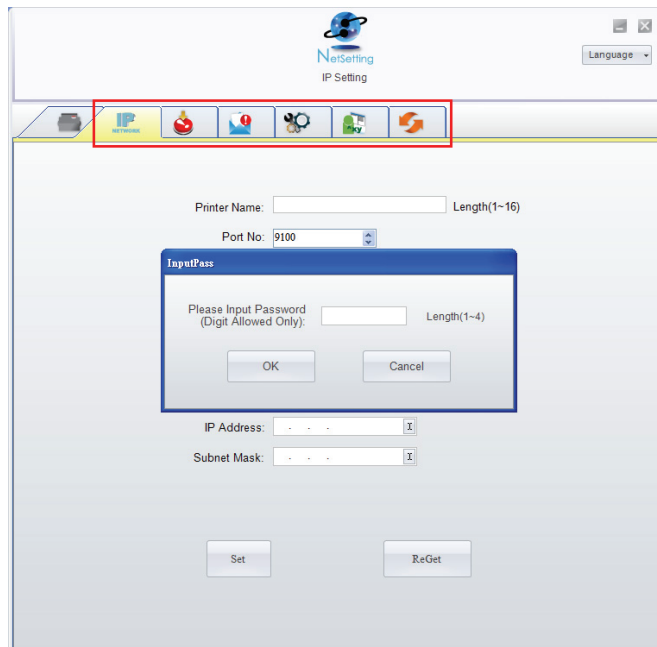 NetSetting
IP Setting
Language
IP
NETWORK
Printer Name:
Length(1~16)
Port No: 9100
InputPass
Please Input Password
(Digit Allowed Only):
Length(1~4)
OK
Cancel
IP Address: . . .
Subnet Mask: . . .
Set
ReGet